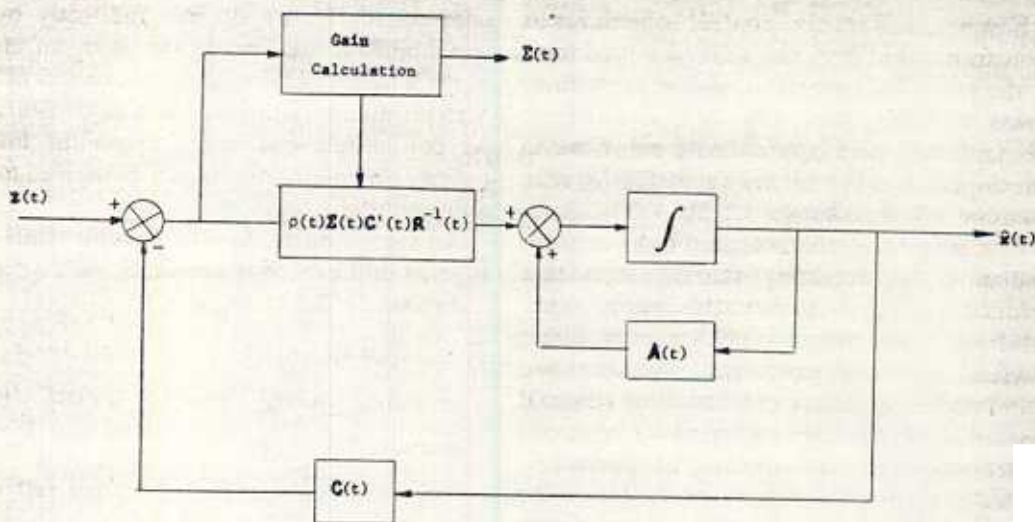 Gain
Calculation
Σ(t)
z(t)
+
−
ρ(t)Σ(t)C'(t)R⁻¹(t)
+
+
∫
x̂(t)
A(t)
C(t)